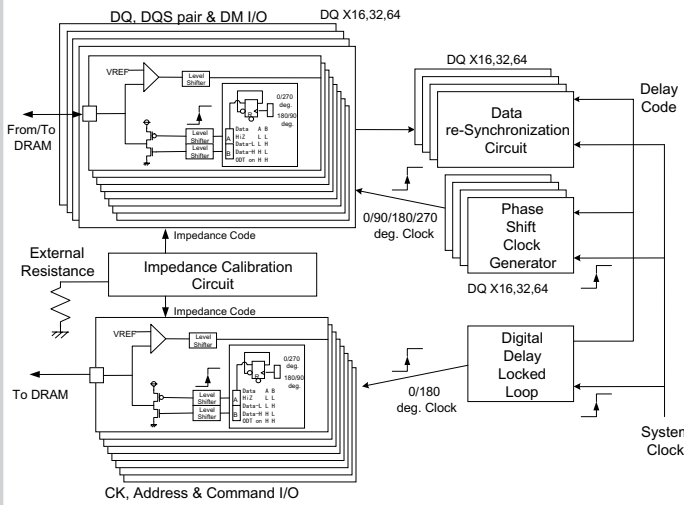 DQ, DQS pair & DM I/O
DQ X16,32,64
VREF
Level
Shifter
0/270
deg.
180/90
deg.
R
Level
Shifter
Level
Shifter
A
B
Data A B
HiZ L L
Data-L L H
Data-H H L
ODT on H H
From/To
DRAM
DQ X16,32,64
Data
re-Synchronization
Circuit
Delay
Code
0/90/180/270
deg. Clock
Phase
Shift
Clock
Generator
DQ X16,32,64
Impedance Code
External
Resistance
Impedance Calibration
Circuit
Impedance Code
VREF
Level
Shifter
0/270
deg.
180/90
deg.
R
Level
Shifter
Level
Shifter
A
B
Data A B
HiZ L L
Data-L L H
Data-H H L
ODT on H H
To DRAM
Digital
Delay
Locked
Loop
0/180
deg. Clock
System
Clock
CK, Address & Command I/O